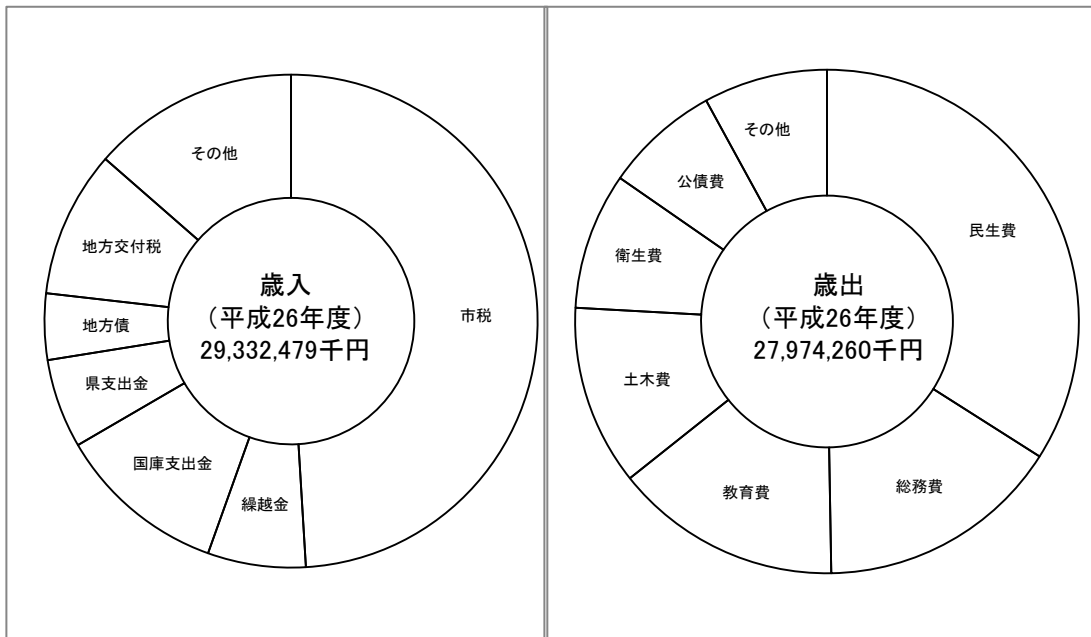 その他
地方交付税
地方債
県支出金
国庫支出金
繰越金
市税
歳入
（平成26年度）
29,332,479千円
その他
公債費
衛生費
土木費
教育費
総務費
民生費
歳出
（平成26年度）
27,974,260千円